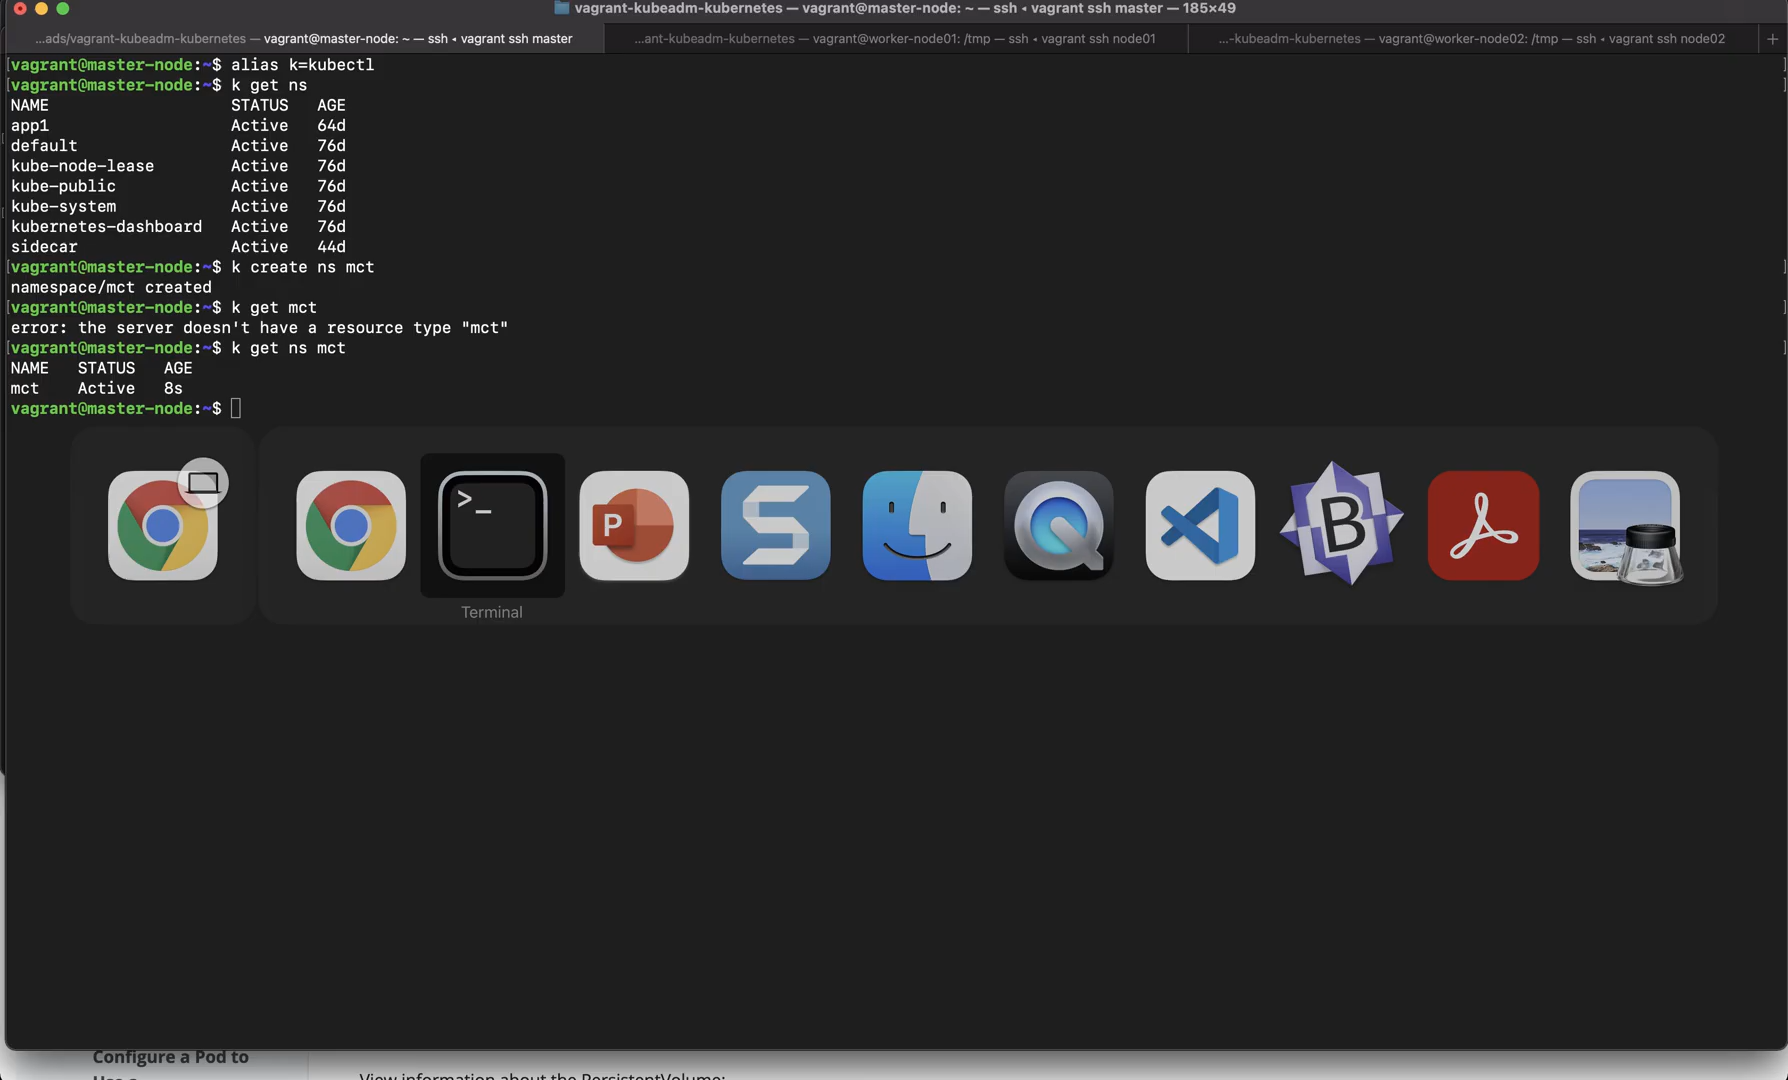 vagrant-kubeadm-kubernetes — vagrant@master-node: ~ — ssh ◂ vagrant ssh master — 185×49
...ads/vagrant-kubeadm-kubernetes — vagrant@master-node: ~ — ssh ◂ vagrant ssh master
...ant-kubeadm-kubernetes — vagrant@worker-node01: /tmp — ssh ◂ vagrant ssh node01
...-kubeadm-kubernetes — vagrant@worker-node02: /tmp — ssh ◂ vagrant ssh node02
+
[vagrant@master-node:~$ alias k=kubectl ]
[vagrant@master-node:~$ k get ns ]
NAME STATUS AGE
app1 Active 64d
default Active 76d
kube-node-lease Active 76d
kube-public Active 76d
kube-system Active 76d
kubernetes-dashboard Active 76d
sidecar Active 44d
[vagrant@master-node:~$ k create ns mct ]
namespace/mct created
[vagrant@master-node:~$ k get mct ]
error: the server doesn't have a resource type "mct"
[vagrant@master-node:~$ k get ns mct ]
NAME STATUS AGE
mct Active 8s
vagrant@master-node:~$
>_
P
S
B
Terminal
Configure a Pod to
View information about the PersistentVolume: